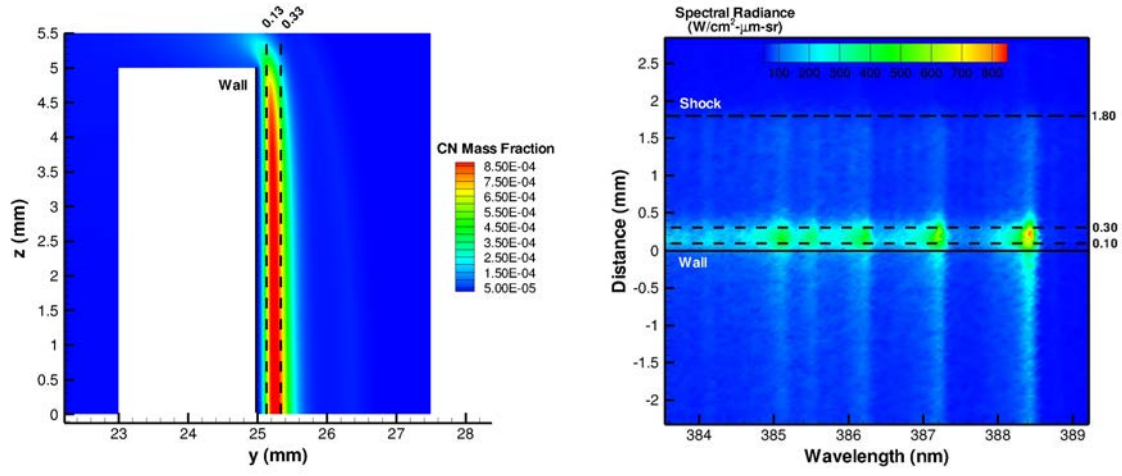 0.13
0.33
5.5
5
4.5
4
3.5
3
2.5
2
1.5
1
0.5
0
z (mm)
Wall
23
24
25
26
27
28
y (mm)
CN Mass Fraction
8.50E-04
7.50E-04
6.50E-04
5.50E-04
4.50E-04
3.50E-04
2.50E-04
1.50E-04
5.00E-05
Spectral Radiance
(W/cm²-μm-sr)
100 200 300 400 500 600 700 800
2.5
2
1.5
1
0.5
0
-0.5
-1
-1.5
-2
Distance (mm)
Shock
Wall
1.80
0.30
0.10
384
385
386
387
388
389
Wavelength (nm)